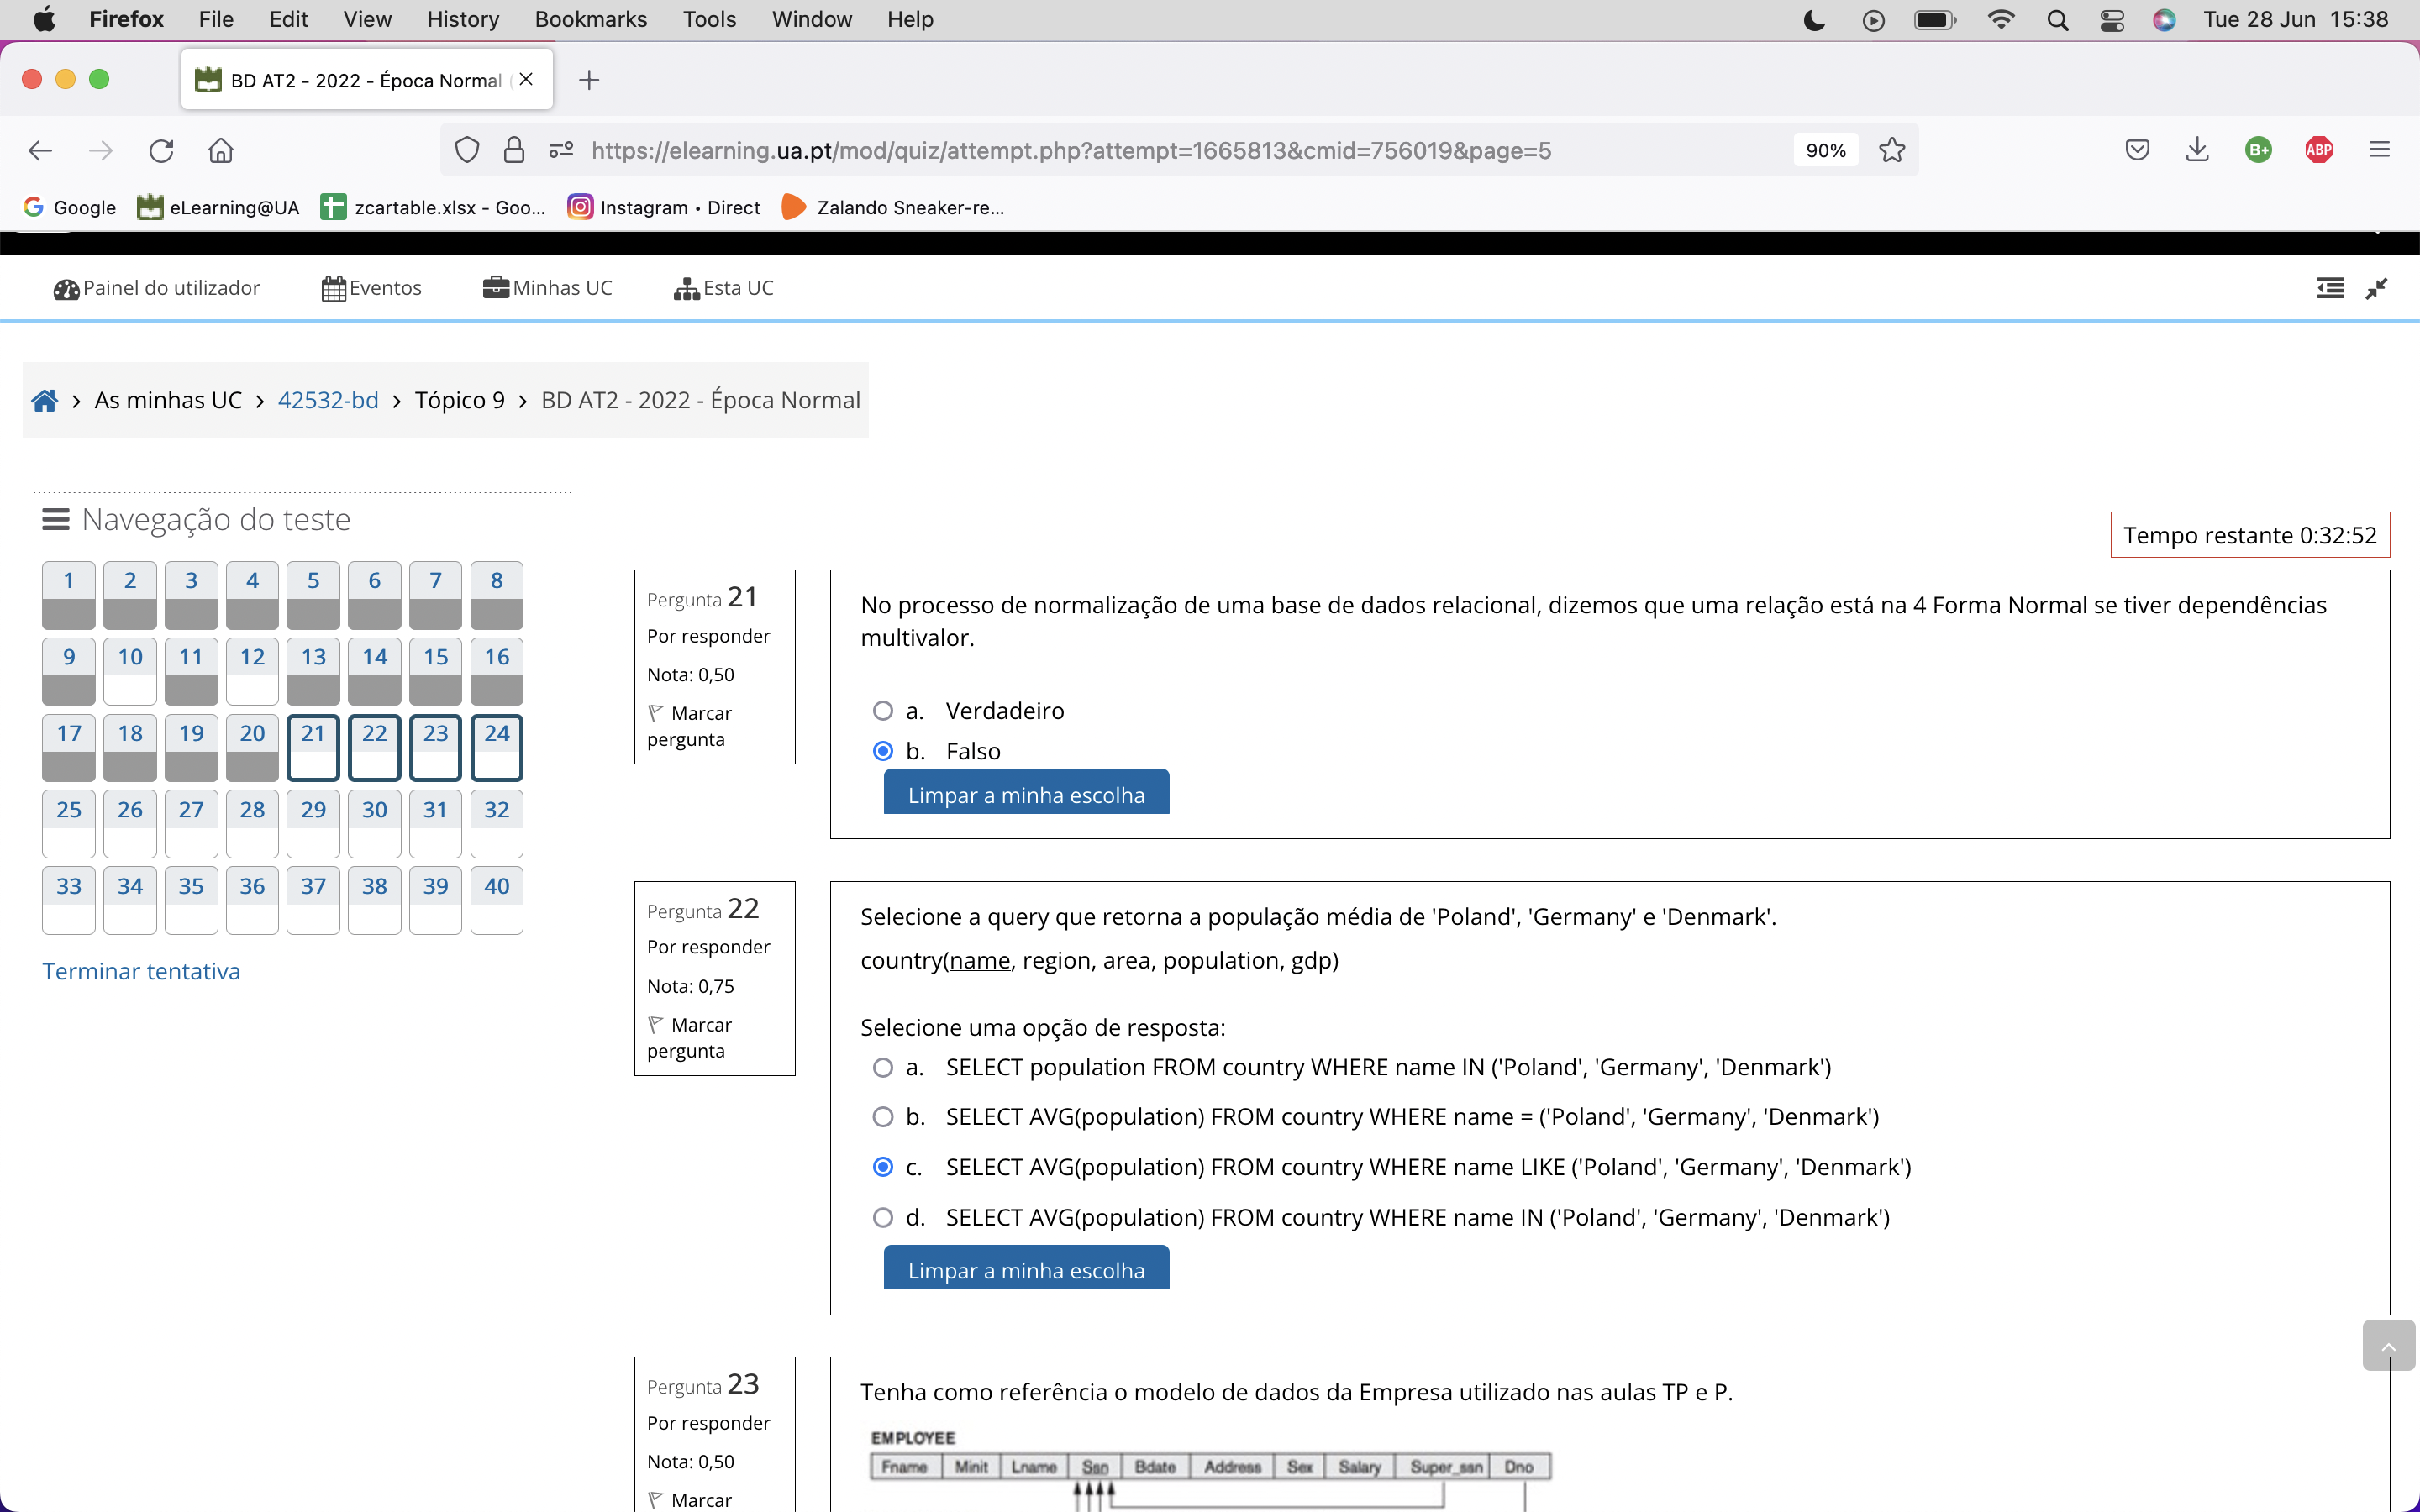 Firefox File Edit View History Bookmarks Tools Window Help Tue 28 Jun 15:38
BD AT2 - 2022 - Época Normal (
https://elearning.ua.pt/mod/quiz/attempt.php?attempt=1665813&cmid=756019&page=5 90% B+ ABP
Google eLearning@UA zcartable.xlsx - Goo... Instagram • Direct Zalando Sneaker-re...
Painel do utilizador Eventos Minhas UC Esta UC
As minhas UC > 42532-bd > Tópico 9 > BD AT2 - 2022 - Época Normal
Navegação do teste
1 2 3 4 5 6 7 8
9 10 11 12 13 14 15 16
17 18 19 20 21 22 23 24
25 26 27 28 29 30 31 32
33 34 35 36 37 38 39 40
Terminar tentativa
Tempo restante 0:32:52
Pergunta 21
Por responder
Nota: 0,50
Marcar
pergunta
No processo de normalização de uma base de dados relacional, dizemos que uma relação está na 4 Forma Normal se tiver dependências
multivalor.
a. Verdadeiro
b. Falso
Limpar a minha escolha
Pergunta 22
Por responder
Nota: 0,75
Marcar
pergunta
Selecione a query que retorna a população média de 'Poland', 'Germany' e 'Denmark'.
country(name, region, area, population, gdp)
Selecione uma opção de resposta:
a. SELECT population FROM country WHERE name IN ('Poland', 'Germany', 'Denmark')
b. SELECT AVG(population) FROM country WHERE name = ('Poland', 'Germany', 'Denmark')
c. SELECT AVG(population) FROM country WHERE name LIKE ('Poland', 'Germany', 'Denmark')
d. SELECT AVG(population) FROM country WHERE name IN ('Poland', 'Germany', 'Denmark')
Limpar a minha escolha
Pergunta 23
Por responder
Nota: 0,50
Marcar
Tenha como referência o modelo de dados da Empresa utilizado nas aulas TP e P.
EMPLOYEE
Fname Minit Lname Ssn Bdate Address Sex Salary Super_ssn Dno